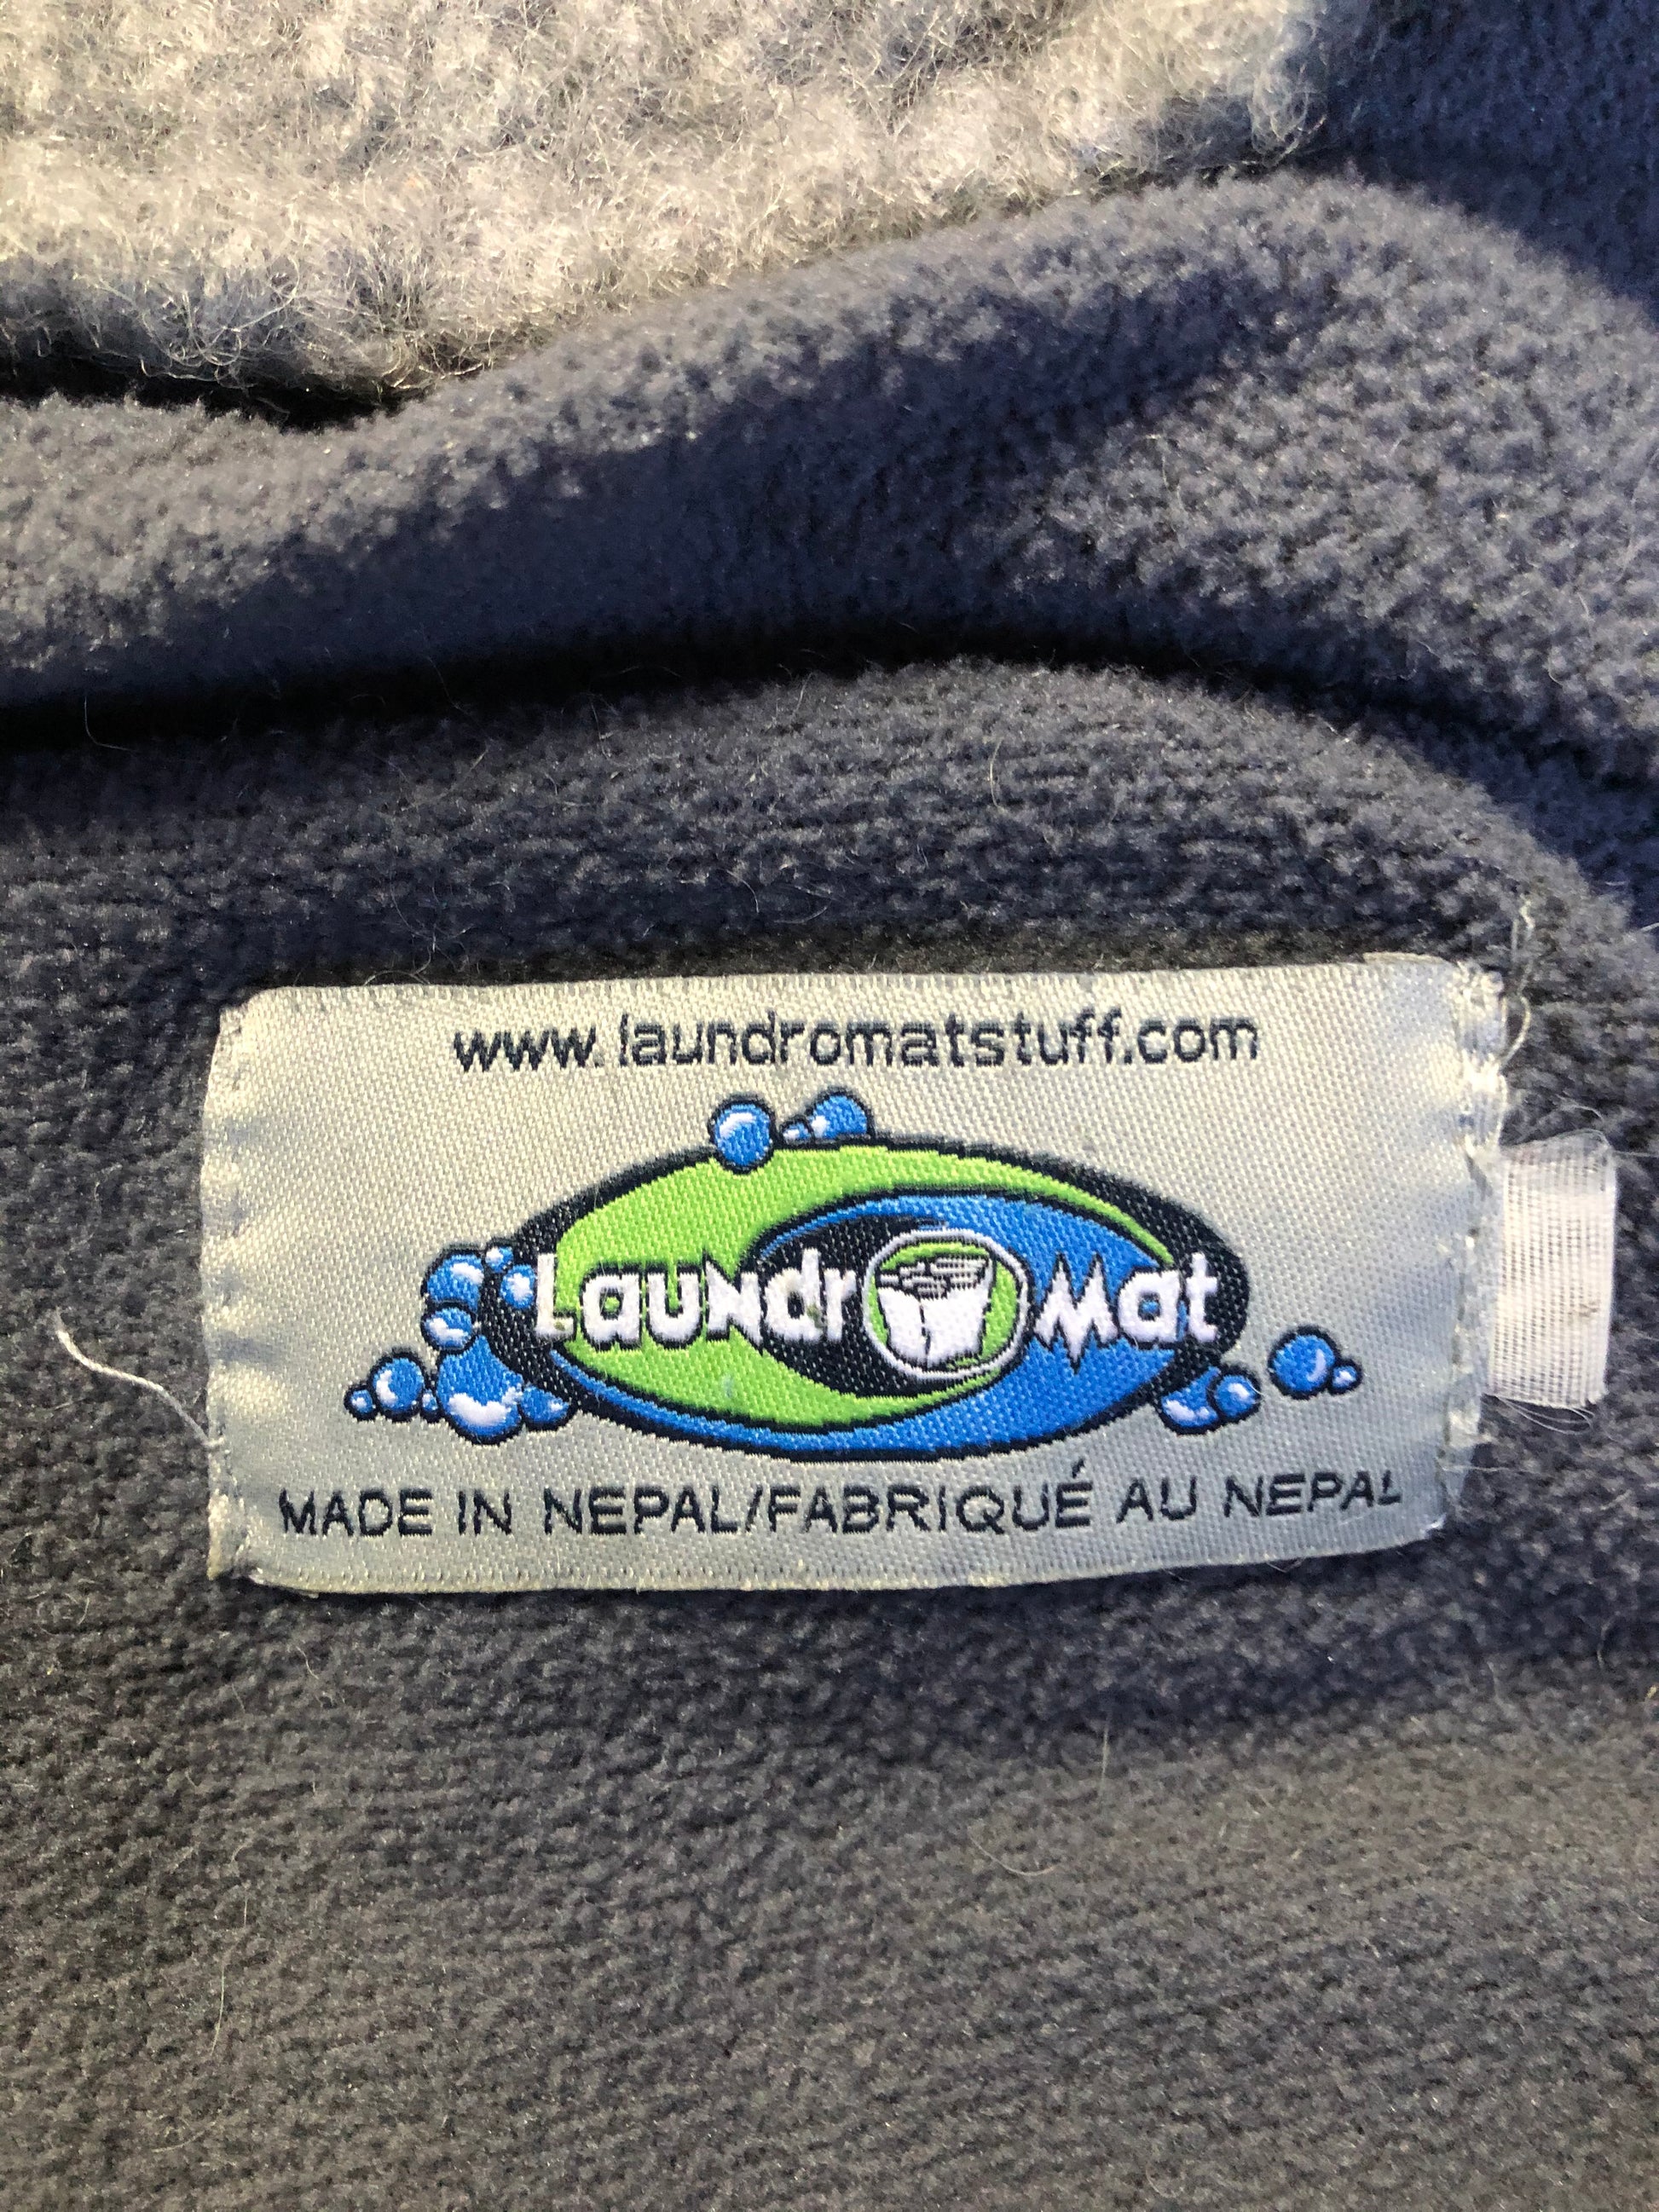 www.laundromatstuff.com
LauNdrOMat
MADE IN NEPAL/FABRIQUÉ AU NEPAL